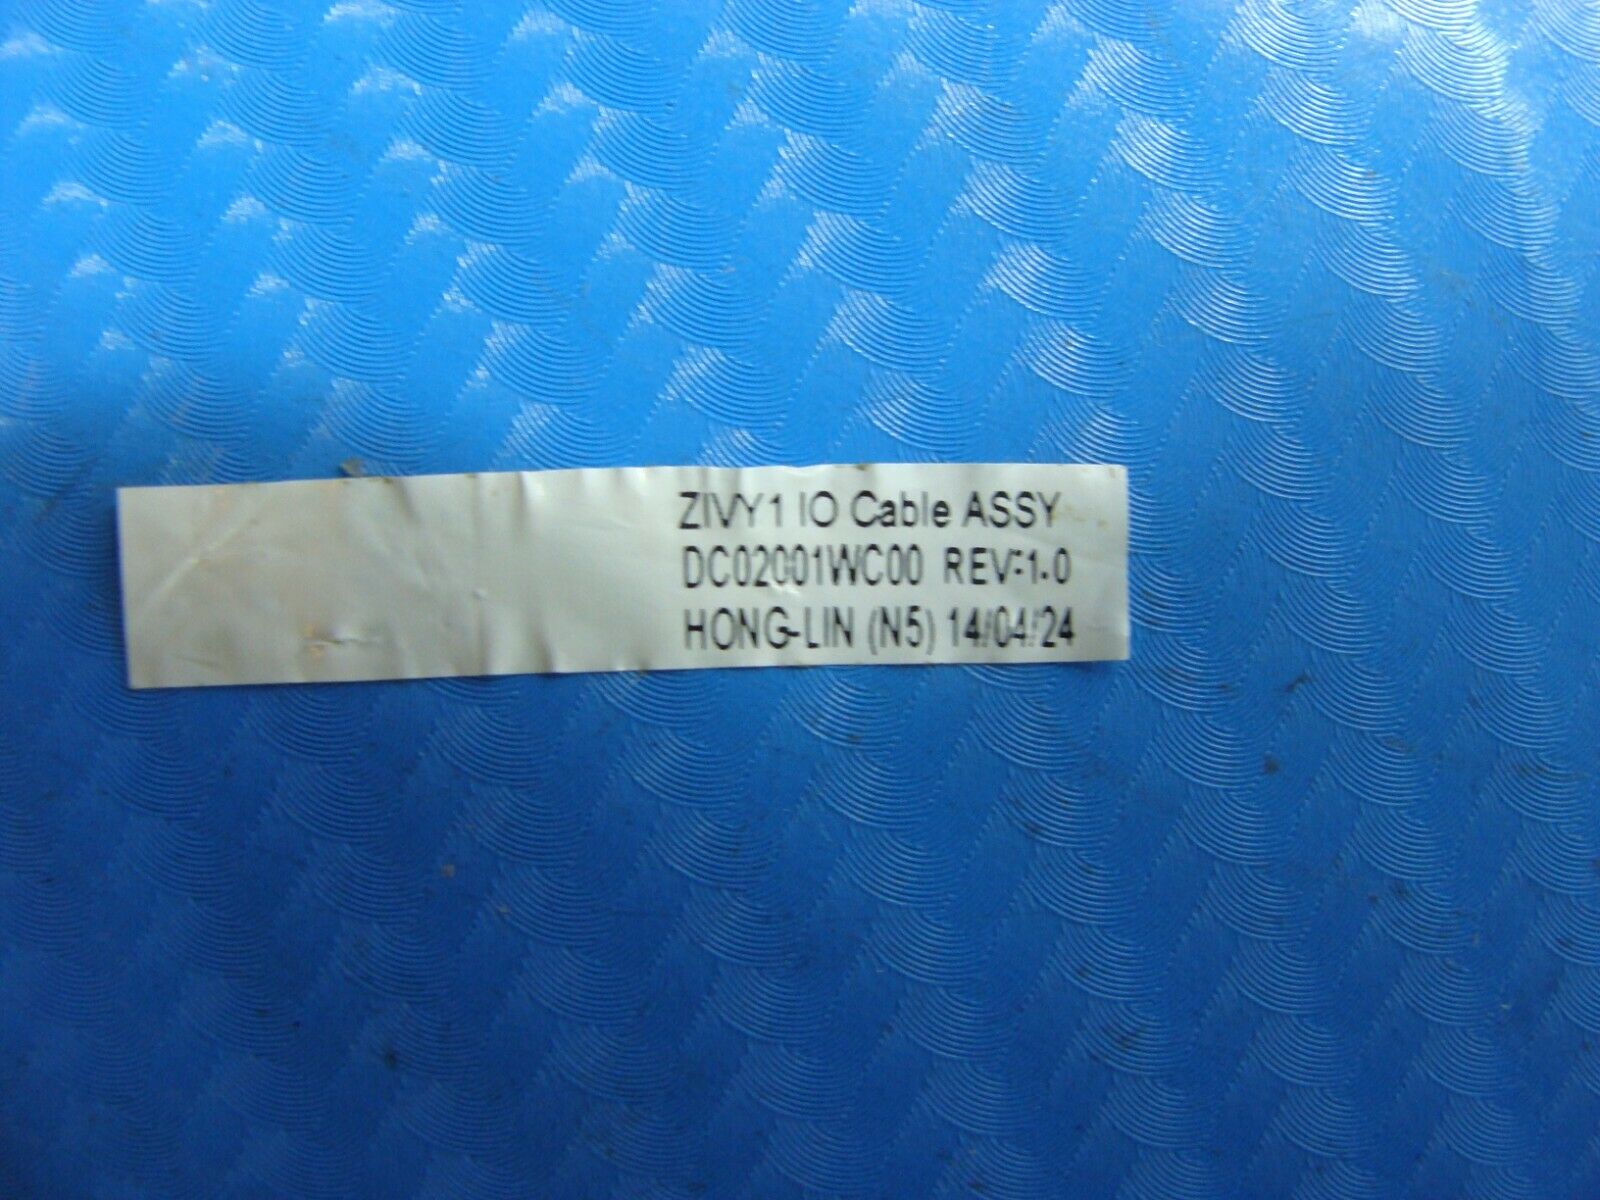 ZIVY1 IO Cable ASSY
DC02001WC00 REV:1.0
HONG-LIN (N5) 14/04/24